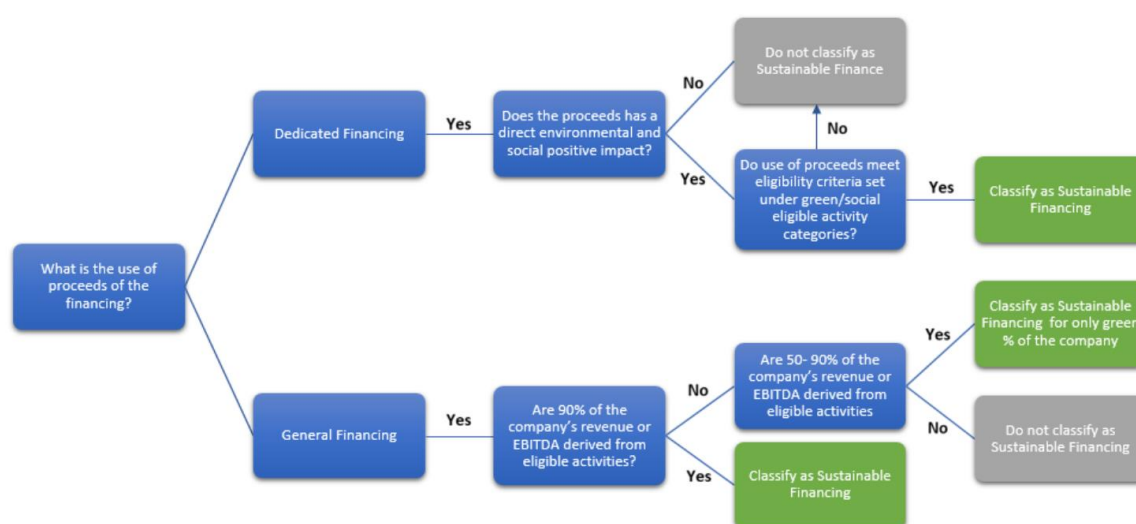 Do not classify as
Sustainable Finance
No
No
Dedicated Financing
Yes
Does the proceeds has a
direct environmental and
social positive impact?
Yes
Do use of proceeds meet
eligibility criteria set
under green/social
eligible activity
categories?
Yes
Classify as Sustainable
Financing
What is the use of
proceeds of the
financing?
Classify as Sustainable
Financing for only green
% of the company
Yes
Are 50- 90% of the
company's revenue or
EBITDA derived from
eligible activities
No
General Financing
Yes
Are 90% of the
company's revenue or
EBITDA derived from
eligible activities?
No
Do not classify as
Sustainable Financing
Yes
Classify as Sustainable
Financing